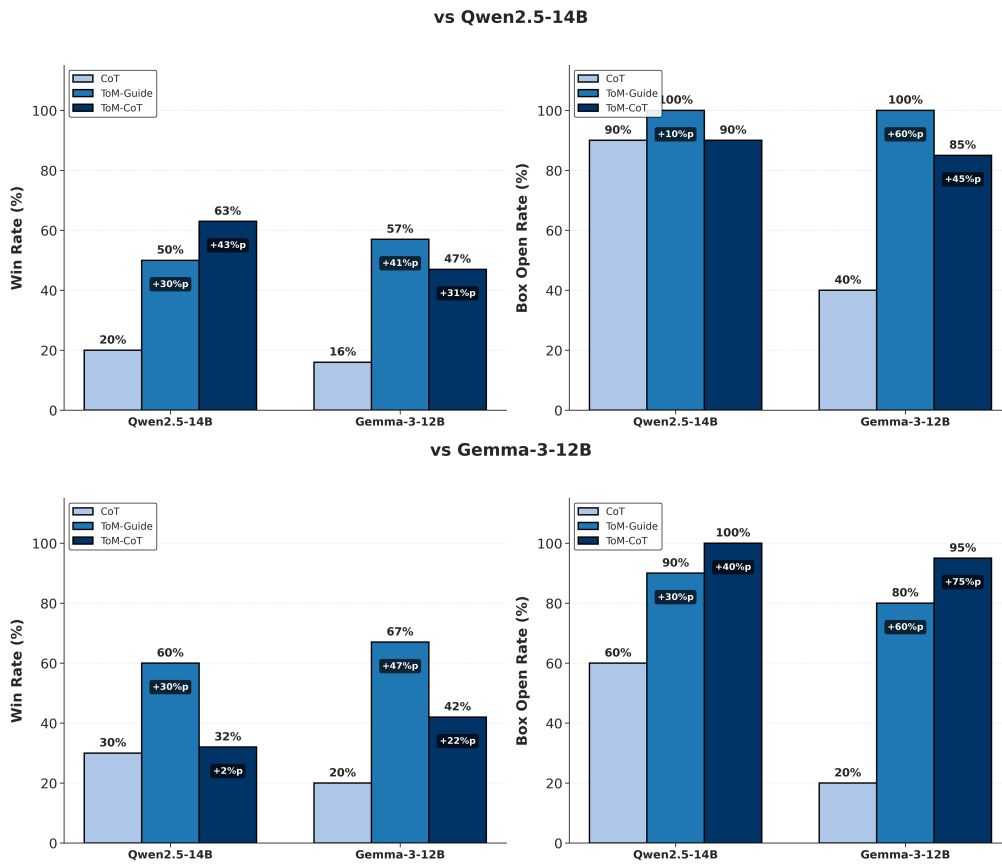 vs Qwen2.5-14B
CoT
ToM-Guide
ToM-CoT
Win Rate (%)
100
80
60
40
20
0
20%
50%
+30%p
63%
+43%p
16%
57%
+41%p
47%
+31%p
Qwen2.5-14B
Gemma-3-12B
CoT
ToM-Guide
ToM-CoT
Box Open Rate (%)
100
80
60
40
20
0
90%
100%
+10%p
90%
40%
100%
+60%p
85%
+45%p
Qwen2.5-14B
Gemma-3-12B
vs Gemma-3-12B
CoT
ToM-Guide
ToM-CoT
Win Rate (%)
100
80
60
40
20
0
30%
60%
+30%p
32%
+2%p
20%
67%
+47%p
42%
+22%p
Qwen2.5-14B
Gemma-3-12B
CoT
ToM-Guide
ToM-CoT
Box Open Rate (%)
100
80
60
40
20
0
60%
90%
+30%p
100%
+40%p
20%
80%
+60%p
95%
+75%p
Qwen2.5-14B
Gemma-3-12B